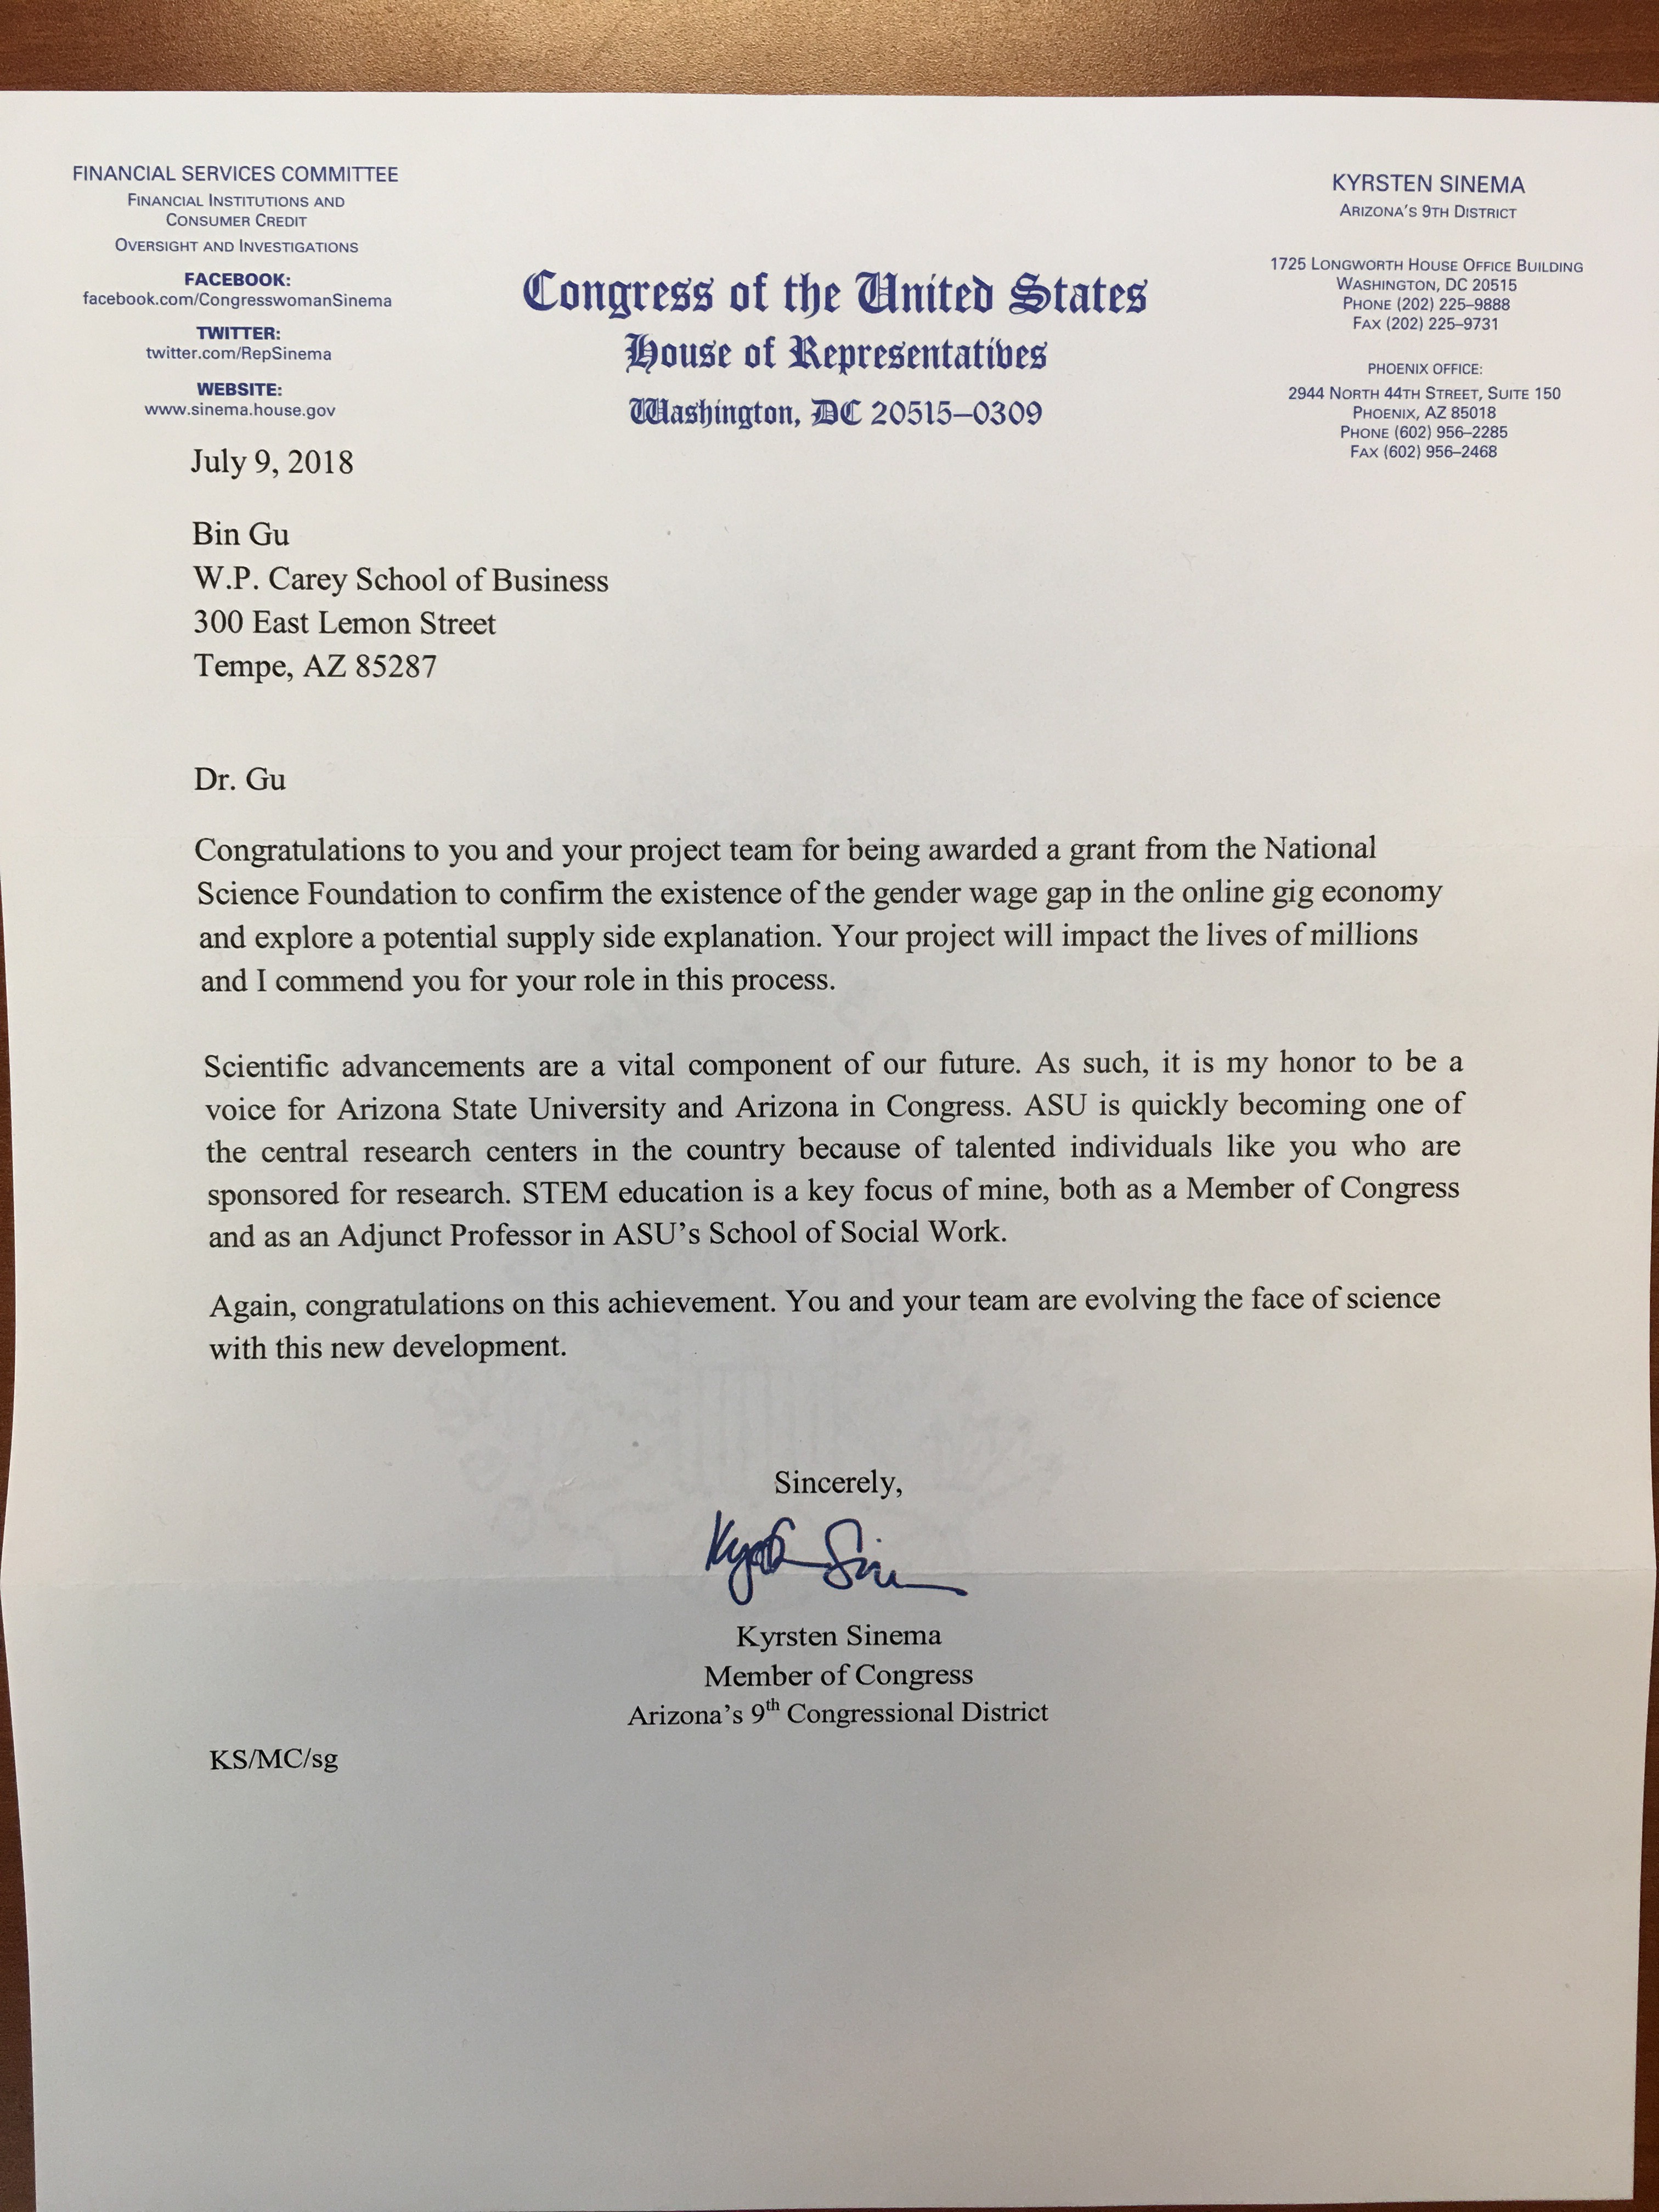 FINANCIAL SERVICES COMMITTEE
FINANCIAL INSTITUTIONS AND
CONSUMER CREDIT
OVERSIGHT AND INVESTIGATIONS
FACEBOOK:
facebook.com/CongresswomanSinema
TWITTER:
twitter.com/RepSinema
WEBSITE:
www.sinema.house.gov
Congress of the United States
House of Representatives
Washington, DC 20515–0309
KYRSTEN SINEMA
ARIZONA'S 9TH DISTRICT
1725 LONGWORTH HOUSE OFFICE BUILDING
WASHINGTON, DC 20515
PHONE (202) 225–9888
FAX (202) 225–9731
PHOENIX OFFICE:
2944 NORTH 44TH STREET, SUITE 150
PHOENIX, AZ 85018
PHONE (602) 956–2285
FAX (602) 956–2468
July 9, 2018
Bin Gu
W.P. Carey School of Business
300 East Lemon Street
Tempe, AZ 85287
Dr. Gu
Congratulations to you and your project team for being awarded a grant from the National
Science Foundation to confirm the existence of the gender wage gap in the online gig economy
and explore a potential supply side explanation. Your project will impact the lives of millions
and I commend you for your role in this process.
Scientific advancements are a vital component of our future. As such, it is my honor to be a
voice for Arizona State University and Arizona in Congress. ASU is quickly becoming one of
the central research centers in the country because of talented individuals like you who are
sponsored for research. STEM education is a key focus of mine, both as a Member of Congress
and as an Adjunct Professor in ASU's School of Social Work.
Again, congratulations on this achievement. You and your team are evolving the face of science
with this new development.
Sincerely,
Kyrsten Sinema
Member of Congress
Arizona's 9th Congressional District
KS/MC/sg